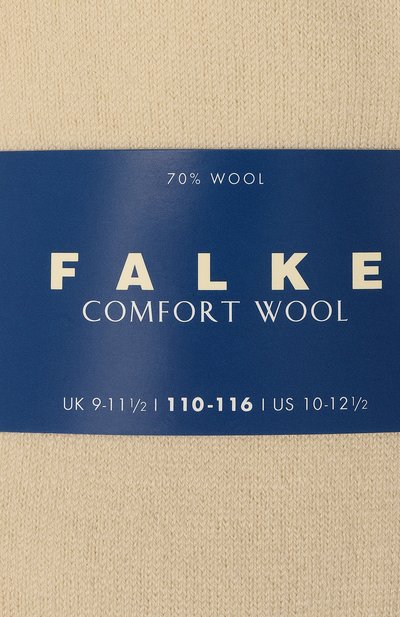 70% WOOL
FALKE
COMFORT WOOL
UK 9-11½ | 110-116 | US 10-12½